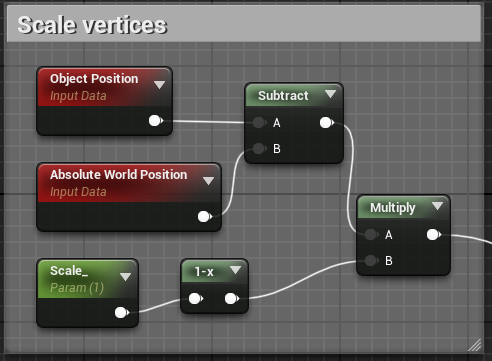 Scale vertices
Object Position
Input Data
Subtract
A
B
Absolute World Position
Input Data
Multiply
A
B
Scale_
Param (1)
1-x